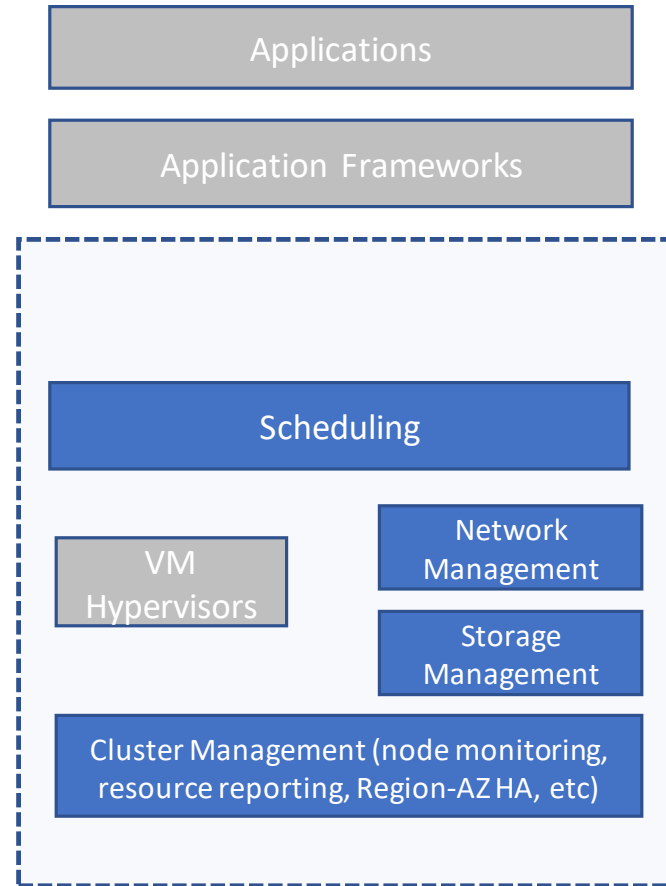 Applications
Application Frameworks
Scheduling
Network
Management
VM
Hypervisors
Storage
Management
Cluster Management (node monitoring,
resource reporting, Region-AZ HA, etc)